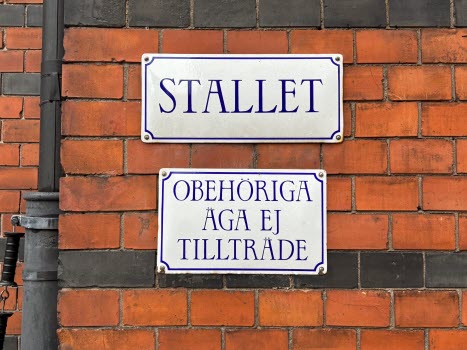 STALLET
OBEHÖRIGA
ÄGA EJ
TILLTRÄDE